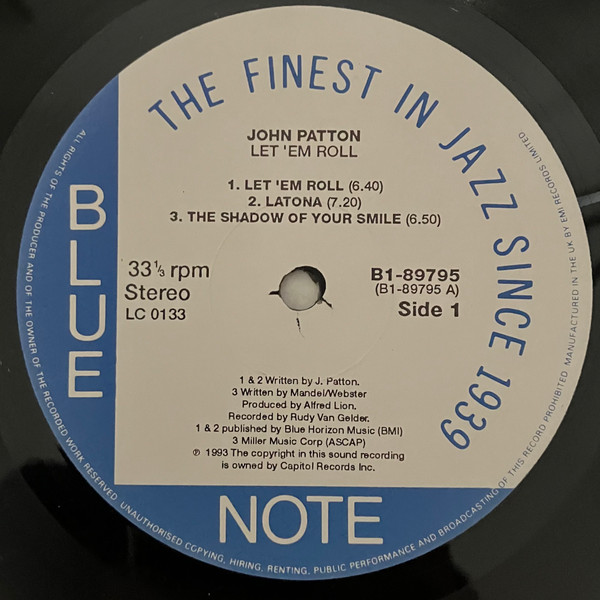 THE FINEST IN JAZZ SINCE 1939
JOHN PATTON
LET 'EM ROLL
1. LET 'EM ROLL (6.40)
2. LATONA (7.20)
3. THE SHADOW OF YOUR SMILE (6.50)
BLUE
33⅓ rpm
Stereo
LC 0133
B1-89795
(B1-89795 A)
Side 1
1 & 2 Written by J. Patton.
3 Written by Mandel/Webster
Produced by Alfred Lion.
Recorded by Rudy Van Gelder.
1 & 2 published by Blue Horizon Music (BMI)
3 Miller Music Corp (ASCAP)
℗ 1993 The copyright in this sound recording
is owned by Capitol Records Inc.
NOTE
ALL RIGHTS OF THE PRODUCER AND OF THE OWNER OF THE RECORDED WORK RESERVED. UNAUTHORISED COPYING, HIRING, RENTING, PUBLIC PERFORMANCE AND BROADCASTING OF THIS RECORD PROHIBITED. MANUFACTURED IN THE UK BY EMI RECORDS LIMITED